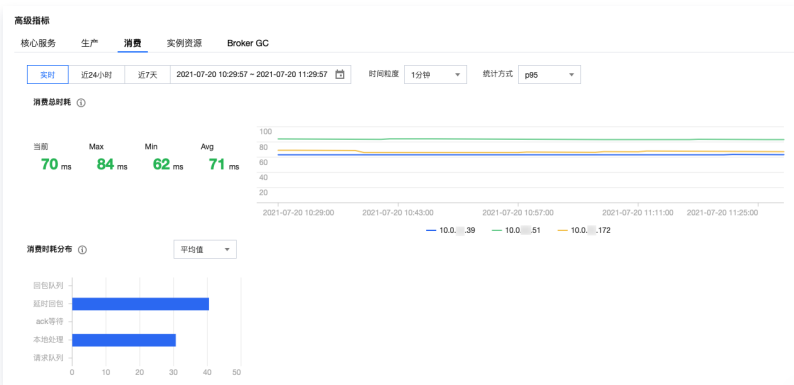 高级指标
核心服务 生产 消费 实例资源 Broker GC
实时 近24小时 近7天 2021-07-20 10:29:57 ~ 2021-07-20 11:29:57 时间粒度 1分钟 统计方式 p95
消费总时耗
当前 Max Min Avg
70 ms 84 ms 62 ms 71 ms
100
80
60
40
20
2021-07-20 10:29:00 2021-07-20 10:43:00 2021-07-20 10:57:00 2021-07-20 11:11:00 2021-07-20 11:25:00
10.0. .39 10.0. .51 10.0. .172
消费时耗分布 平均值
回包队列
延时回包
ack等待
本地处理
请求队列
0 10 20 30 40 50